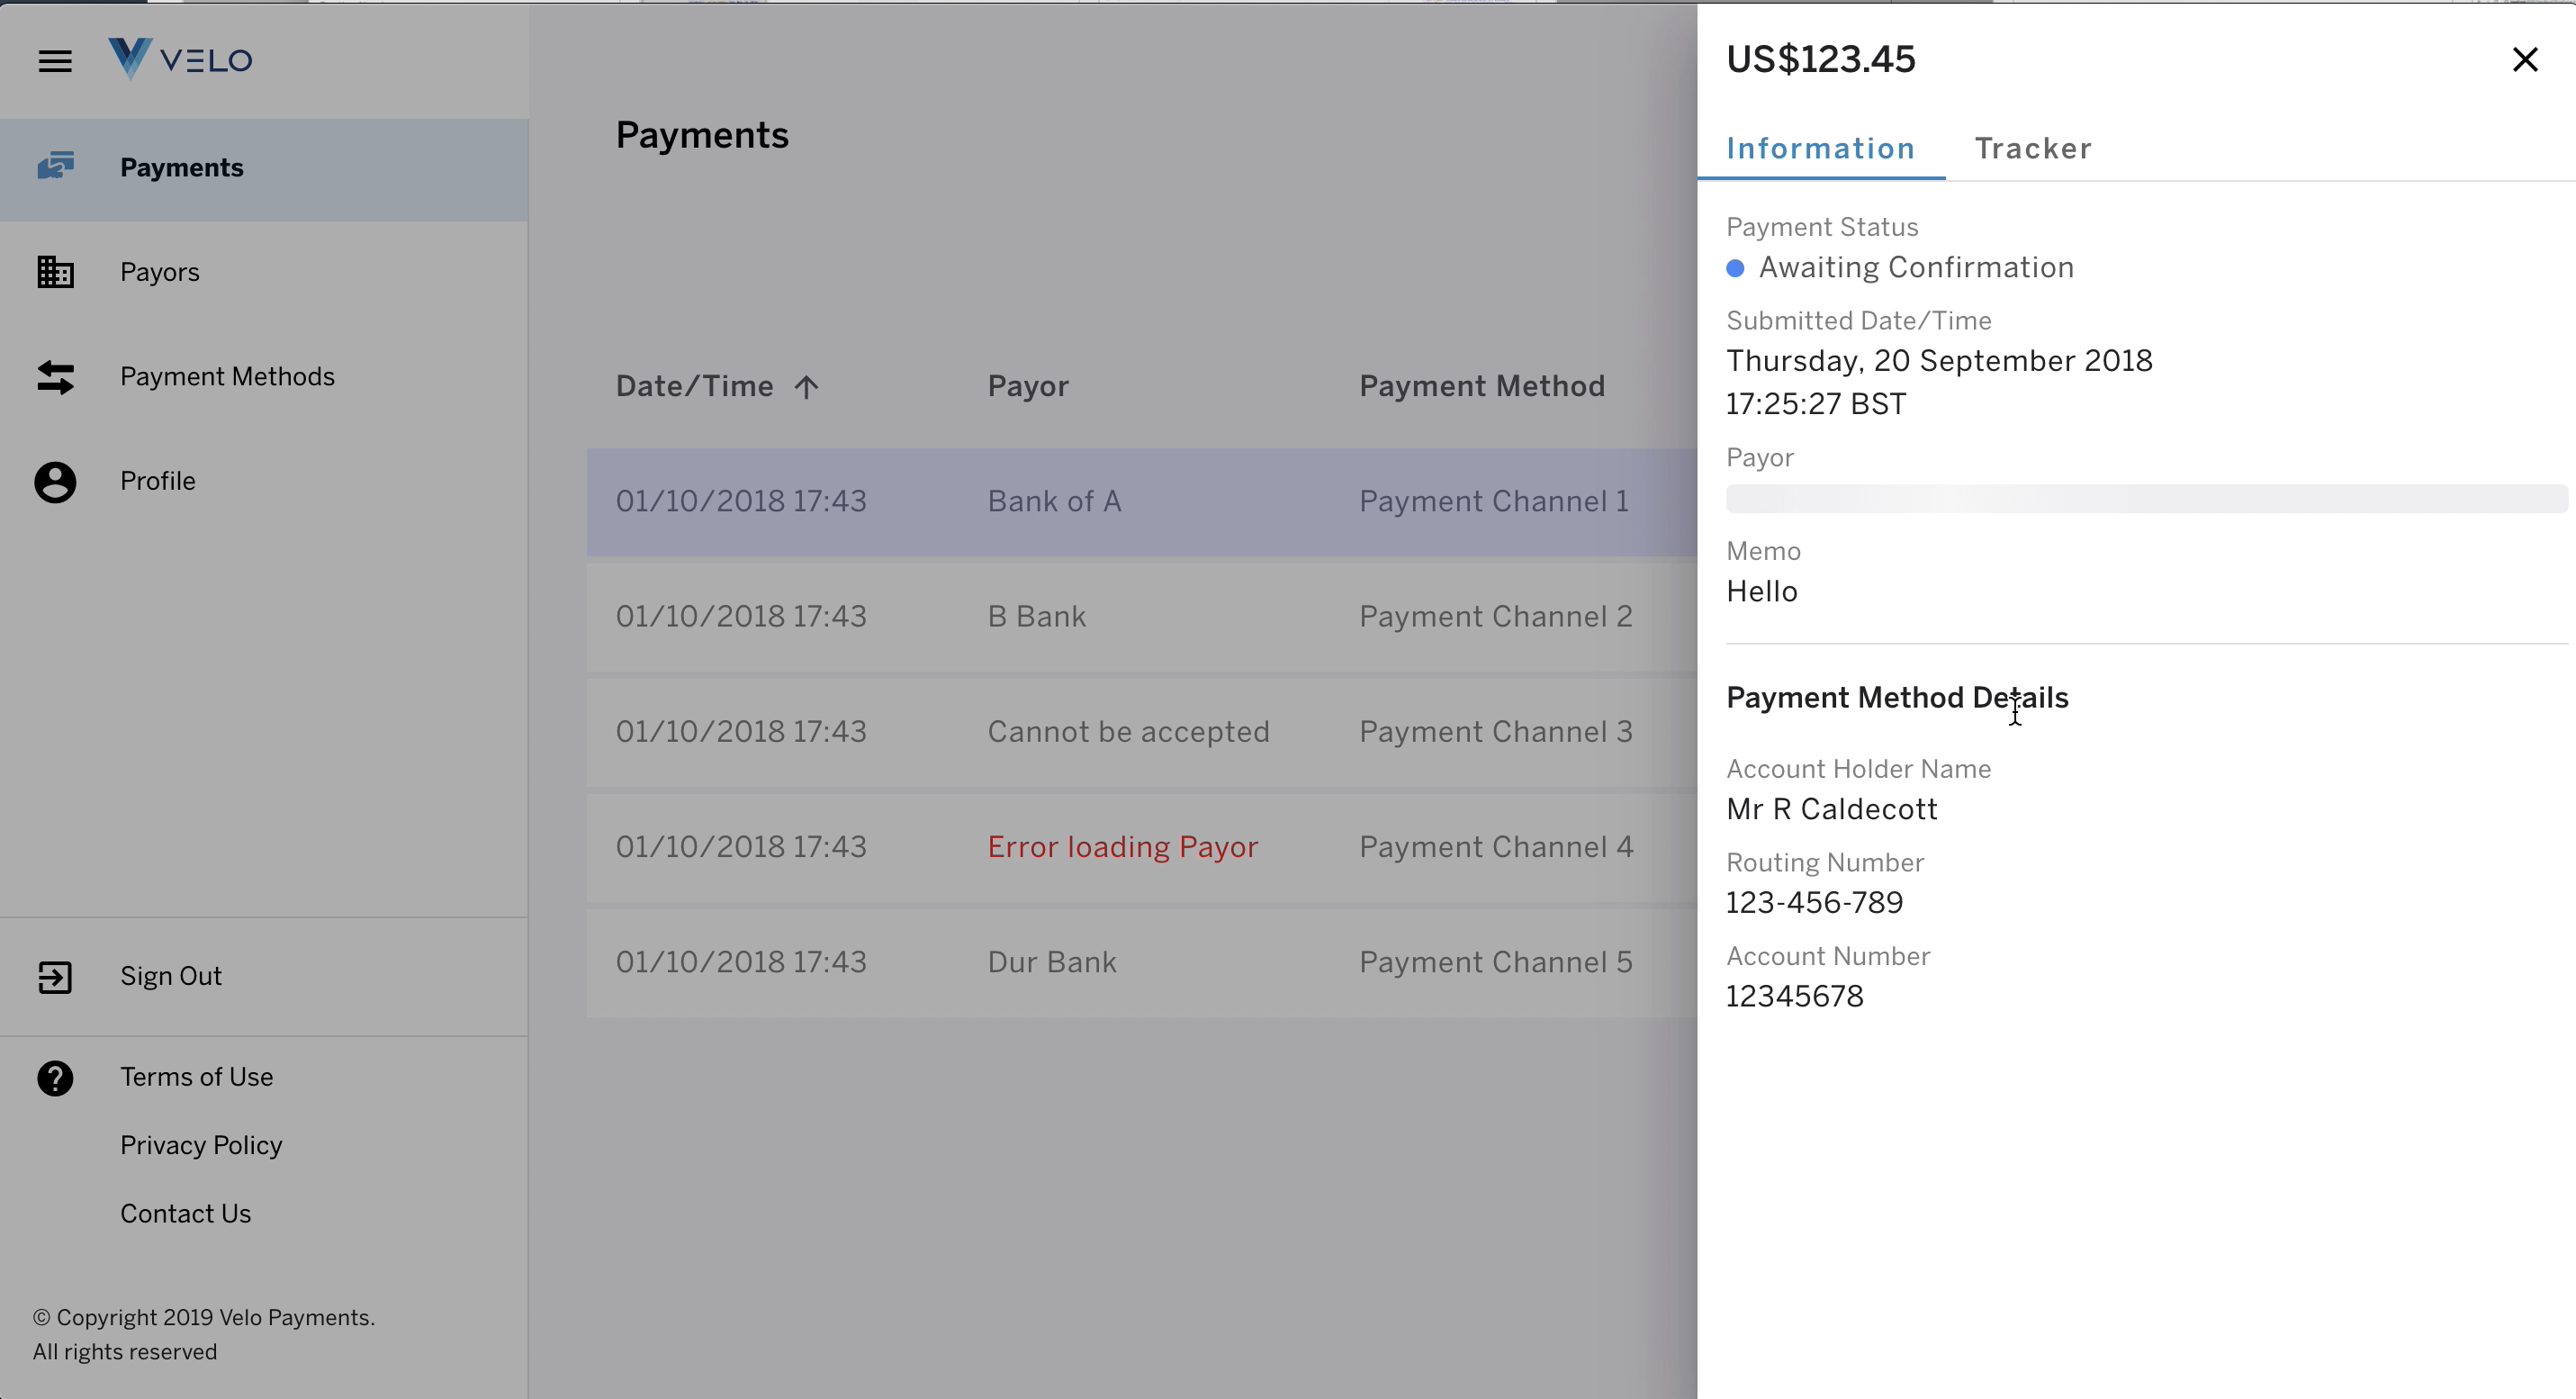 VELO
Payments
Payors
Payment Methods
Profile
Sign Out
Terms of Use
Privacy Policy
Contact Us
© Copyright 2019 Velo Payments.
All rights reserved
Payments
Date/Time Payor Payment Method
01/10/2018 17:43 Bank of A Payment Channel 1
01/10/2018 17:43 B Bank Payment Channel 2
01/10/2018 17:43 Cannot be accepted Payment Channel 3
01/10/2018 17:43 Error loading Payor Payment Channel 4
01/10/2018 17:43 Dur Bank Payment Channel 5
US$123.45
Information Tracker
Payment Status
Awaiting Confirmation
Submitted Date/Time
Thursday, 20 September 2018
17:25:27 BST
Payor
Memo
Hello
Payment Method Details
Account Holder Name
Mr R Caldecott
Routing Number
123-456-789
Account Number
12345678